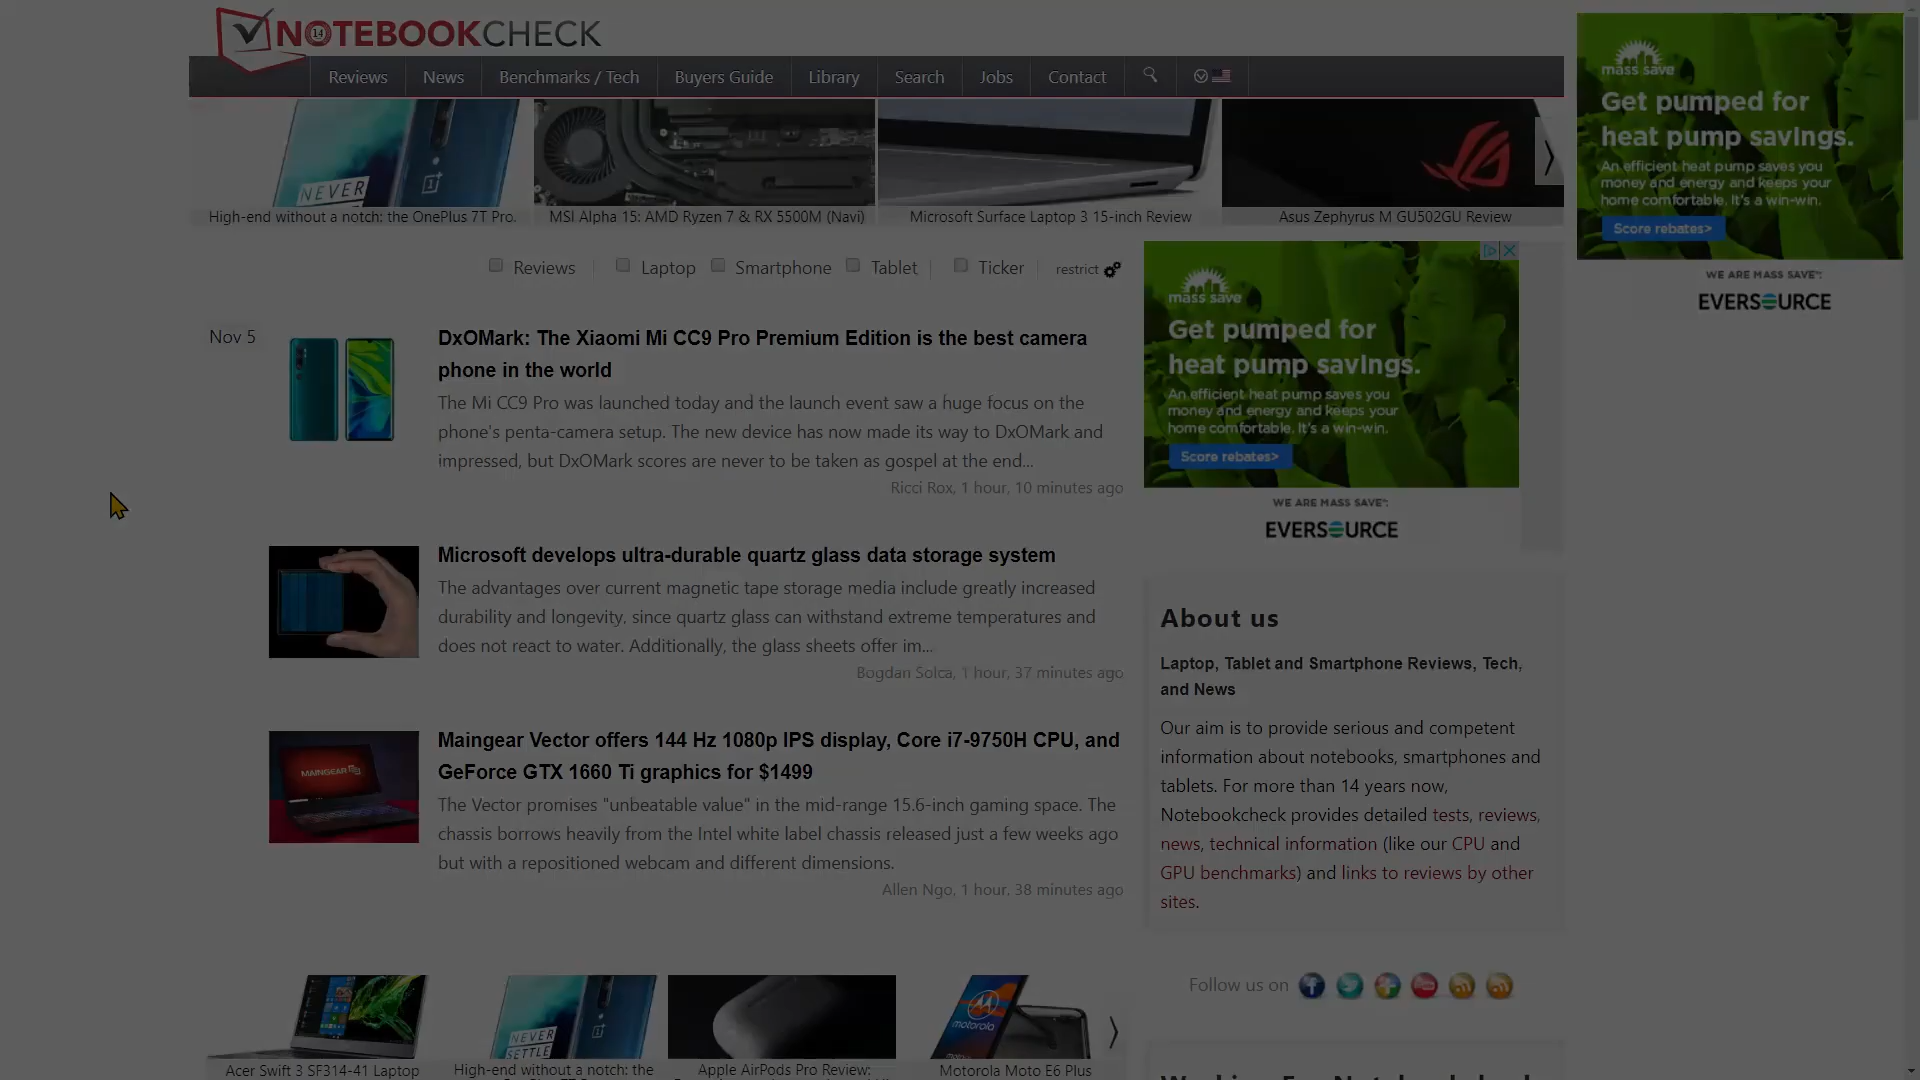 NOTEBOOKCHECK
14
Reviews
News
Benchmarks / Tech
Buyers Guide
Library
Search
Jobs
Contact
NEVER
High-end without a notch: the OnePlus 7T Pro.
MSI Alpha 15: AMD Ryzen 7 & RX 5500M (Navi)
Microsoft Surface Laptop 3 15-inch Review
Asus Zephyrus M GU502GU Review
mass save
Get pumped for
heat pump savings.
An efficient heat pump saves you
money and energy and keeps your
home comfortable. It's a win-win.
Score rebates>
WE ARE MASS SAVE®:
EVERSOURCE
Reviews
Laptop
Smartphone
Tablet
Ticker
restrict
Nov 5
DxOMark: The Xiaomi Mi CC9 Pro Premium Edition is the best camera
phone in the world
The Mi CC9 Pro was launched today and the launch event saw a huge focus on the
phone's penta-camera setup. The new device has now made its way to DxOMark and
impressed, but DxOMark scores are never to be taken as gospel at the end...
Ricci Rox, 1 hour, 10 minutes ago
Microsoft develops ultra-durable quartz glass data storage system
The advantages over current magnetic tape storage media include greatly increased
durability and longevity, since quartz glass can withstand extreme temperatures and
does not react to water. Additionally, the glass sheets offer im...
Bogdan Solca, 1 hour, 37 minutes ago
MAINGEAR
Maingear Vector offers 144 Hz 1080p IPS display, Core i7-9750H CPU, and
GeForce GTX 1660 Ti graphics for $1499
The Vector promises "unbeatable value" in the mid-range 15.6-inch gaming space. The
chassis borrows heavily from the Intel white label chassis released just a few weeks ago
but with a repositioned webcam and different dimensions.
Allen Ngo, 1 hour, 38 minutes ago
mass save
Get pumped for
heat pump savings.
An efficient heat pump saves you
money and energy and keeps your
home comfortable. It's a win-win.
Score rebates>
WE ARE MASS SAVE®:
EVERSOURCE
About us
Laptop, Tablet and Smartphone Reviews, Tech,
and News
Our aim is to provide serious and competent
information about notebooks, smartphones and
tablets. For more than 14 years now,
Notebookcheck provides detailed tests, reviews,
news, technical information (like our CPU and
GPU benchmarks) and links to reviews by other
sites.
Follow us on
NEVER
SETTLE
motorola
Acer Swift 3 SF314-41 Laptop
High-end without a notch: the
Apple AirPods Pro Review:
Motorola Moto E6 Plus